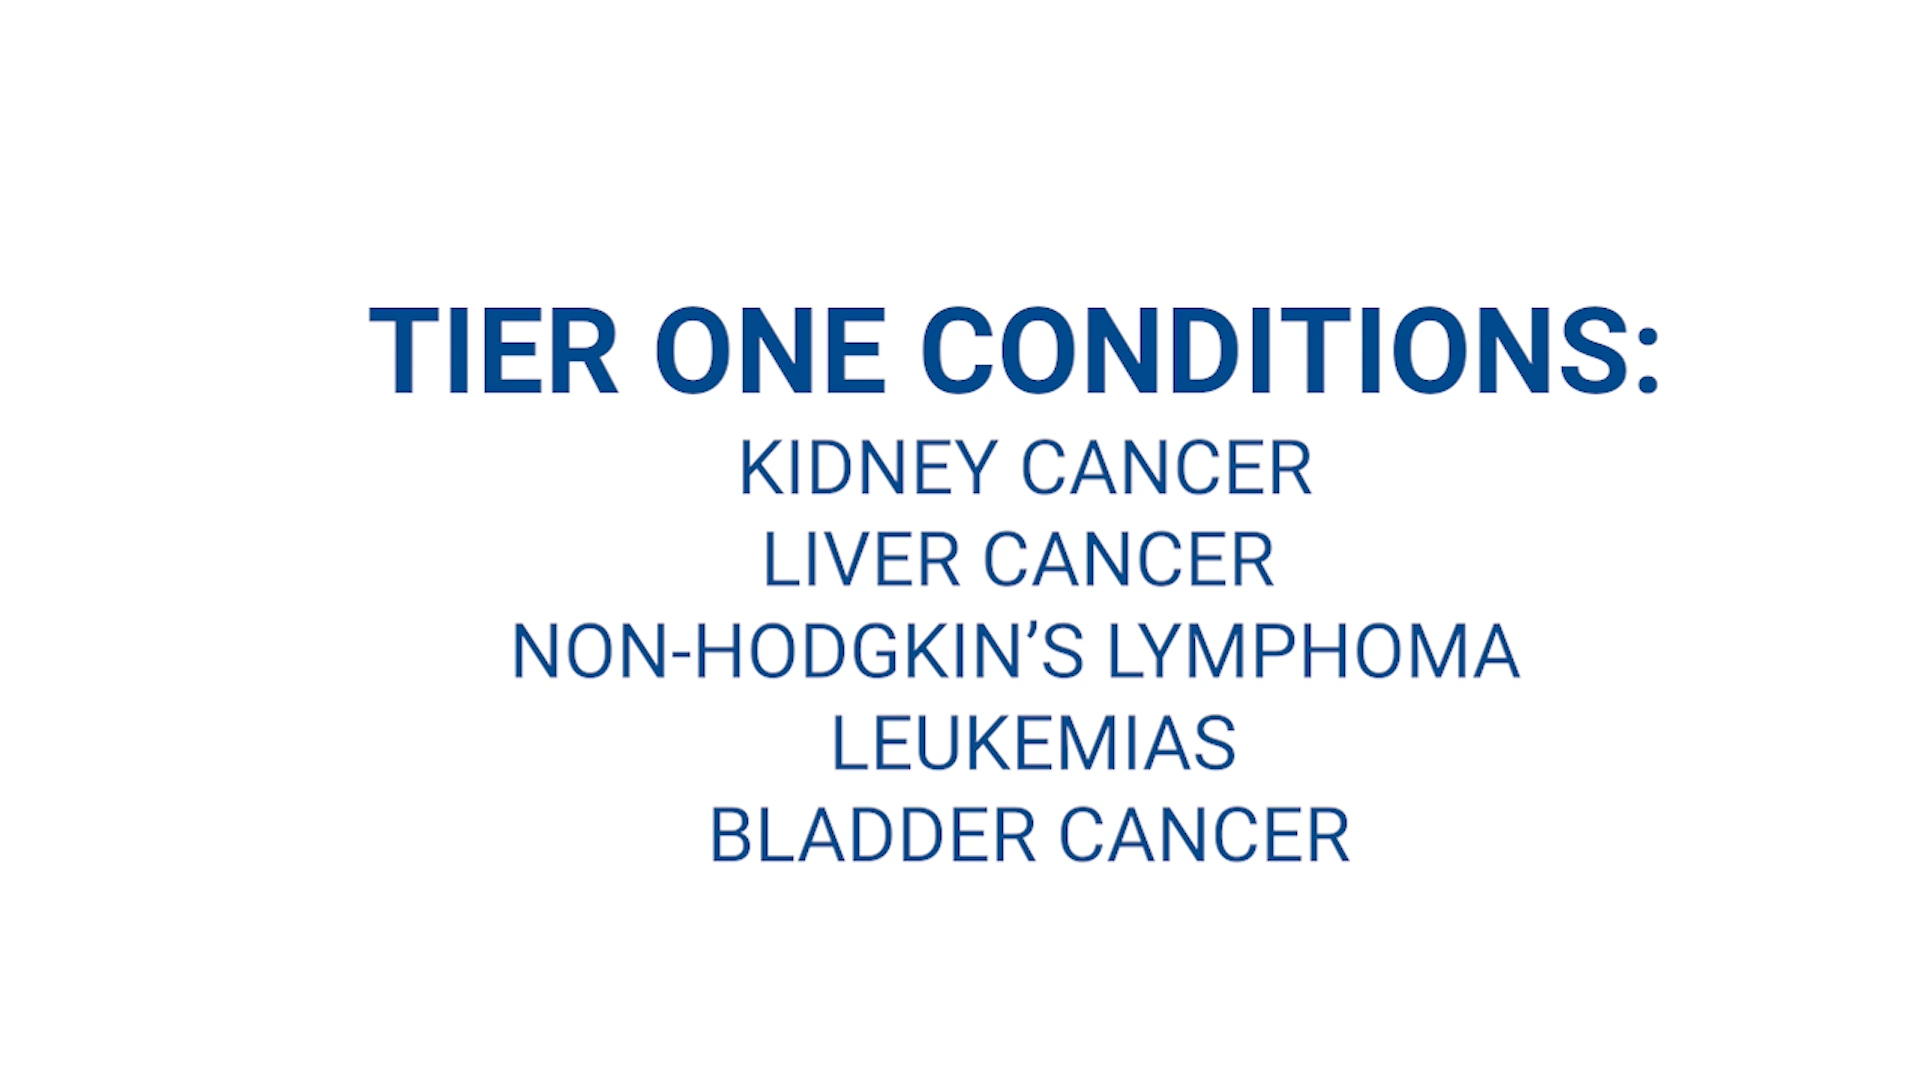 TIER ONE CONDITIONS:
KIDNEY CANCER
LIVER CANCER
NON-HODGKIN’S LYMPHOMA
LEUKEMIAS
BLADDER CANCER